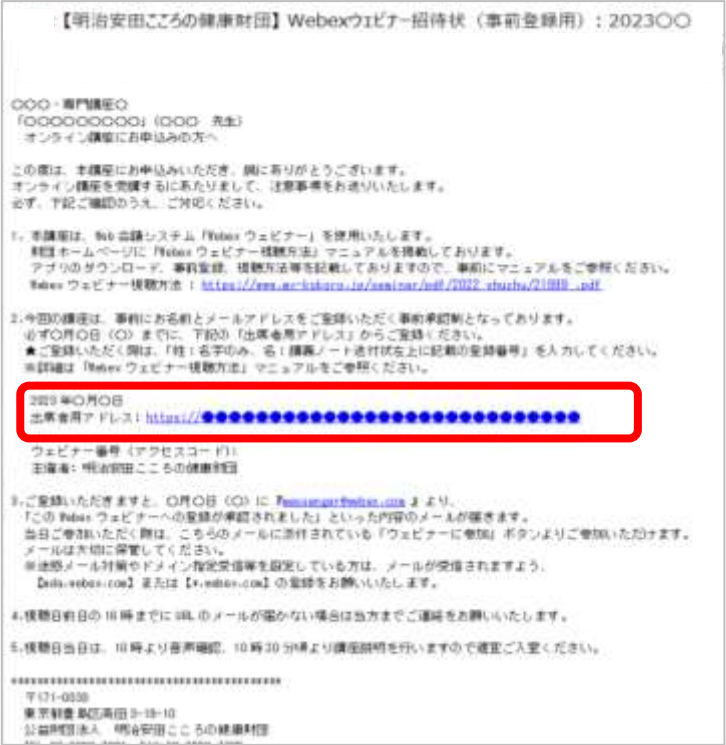 【明治安田こころの健康財団】Webexウェビナー招待状（事前登録用）：2023〇〇
〇〇〇・専門講座〇
「〇〇〇〇〇〇〇〇〇」（〇〇〇 先生）
オンライン講座にお申込みの方へ
この度は、本講座にお申込みいただき、誠にありがとうございます。
オンライン講座を受講するにあたりまして、注意事項をお送りいたします。
必ず、下記ご確認のうえ、ご対応ください。
1. 本講座は、Web 会議システム「Webex ウェビナー」を使用いたします。
財団ホームページに「Webex ウェビナー視聴方法」マニュアルを掲載しております。
アプリのダウンロード、事前登録、視聴方法等を記載しておりますので、事前にマニュアルをご参照ください。
Webex ウェビナー視聴方法 :
2.今回の講座は、事前にお名前とメールアドレスをご登録いただく事前承認制となっております。
必ず〇月〇日（〇）までに、下記の「出席者用アドレス」からご登録ください。
★ご登録いただく際は、「姓：名字のみ、名：講義ノート送付状左上に記載の登録番号」を入力してください。
※詳細は「Webex ウェビナー視聴方法」マニュアルをご参照ください。
2023 年〇月〇日
出席者用アドレス: https://●●●●●●●●●●●●●●●●●●●●●●●●●●●●
ウェビナー番号（アクセスコード）:
主催者: 明治安田こころの健康財団
3.ご登録いただきますと、〇月〇日（〇）に『messenger@webex.com』より、
「この Webex ウェビナーへの登録が承認されました」といった内容のメールが届きます。
当日ご参加いただく際は、こちらのメールに添付されている「ウェビナーに参加」ボタンよりご参加いただけます。
メールは大切に保管してください。
※迷惑メール対策やドメイン指定受信等を設定している方は、メールが受信されますよう、
の登録をお願いいたします。
4.視聴日前日の 16 時までに URL のメールが届かない場合は当方までご連絡をお願いいたします。
5.視聴日当日は、10 時より音声確認、10 時 20 分頃より講座説明を行いますので適宜ご入室ください。
〒171-0033
東京都豊島区高田 3-19-10
公益財団法人 明治安田こころの健康財団